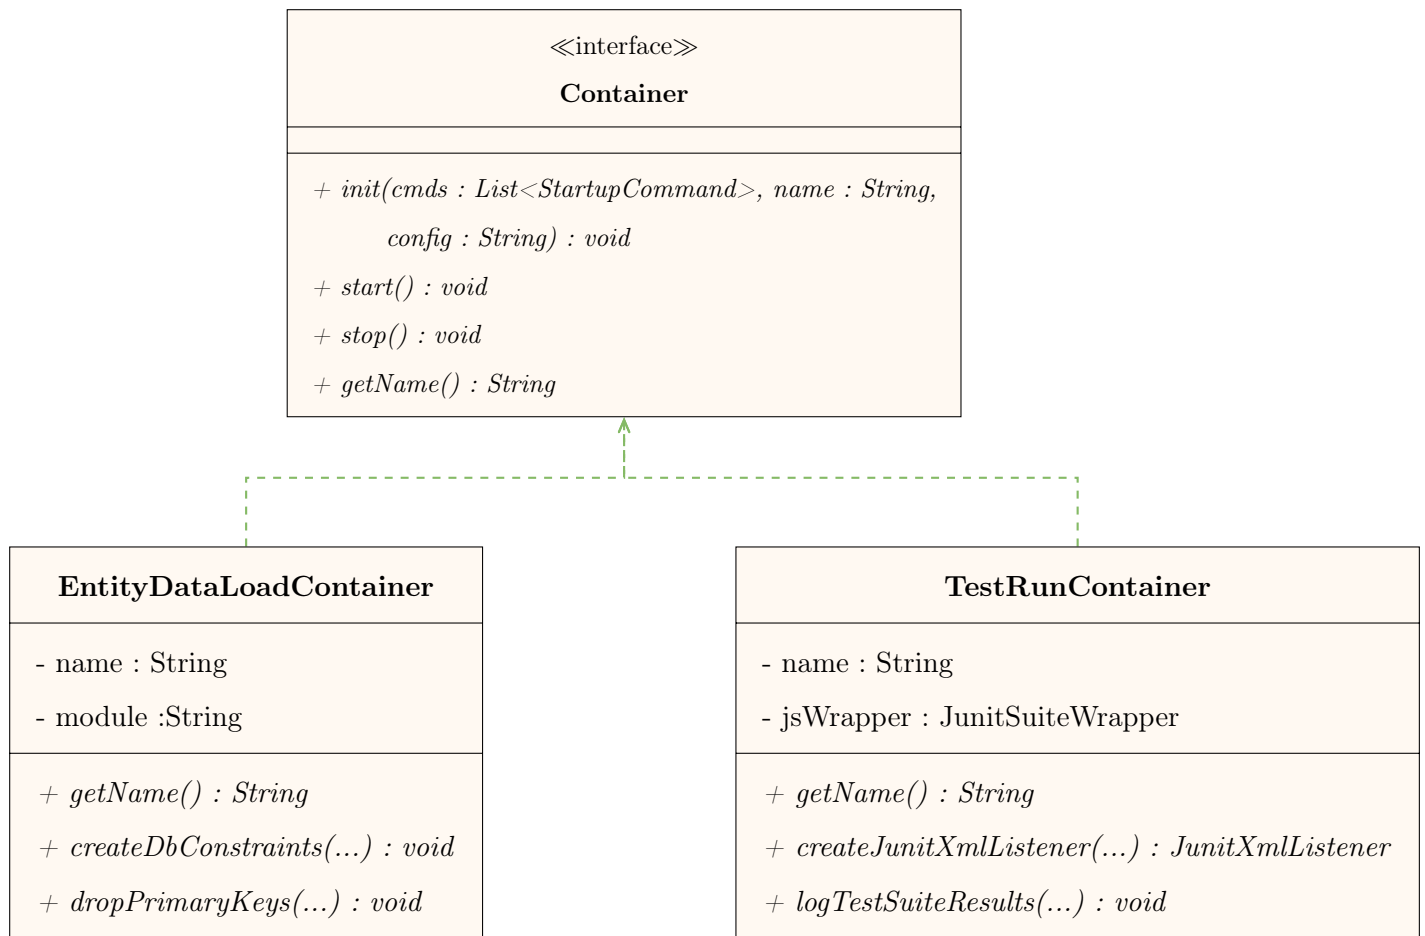 ≪interface≫
Container
+ init(cmds : List<StartupCommand>, name : String,
config : String) : void
+ start() : void
+ stop() : void
+ getName() : String
EntityDataLoadContainer
- name : String
- module :String
+ getName() : String
+ createDbConstraints(...) : void
+ dropPrimaryKeys(...) : void
TestRunContainer
- name : String
- jsWrapper : JunitSuiteWrapper
+ getName() : String
+ createJunitXmlListener(...) : JunitXmlListener
+ logTestSuiteResults(...) : void